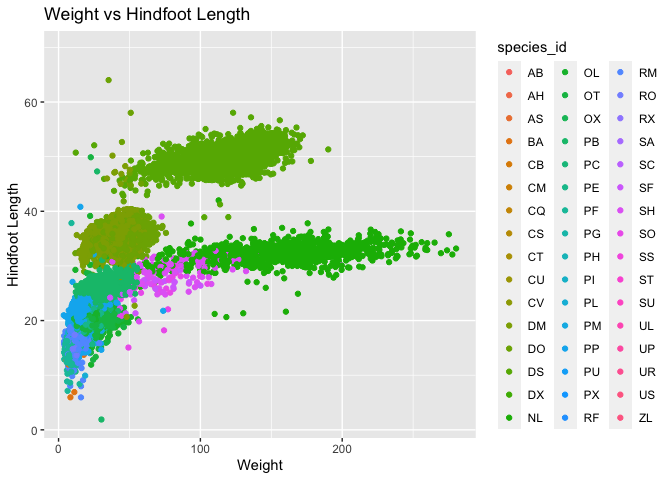 Weight vs Hindfoot Length
species_id
AB OL RM
AH OT RO
AS OX RX
BA PB SA
CB PC SC
CM PE SF
CQ PF SH
CS PG SO
CT PH SS
CU PI ST
CV PL SU
DM PM UL
DO PP UP
DS PU UR
DX PX US
NL RF ZL
Hindfoot Length
60
40
20
0
0 100 200
Weight